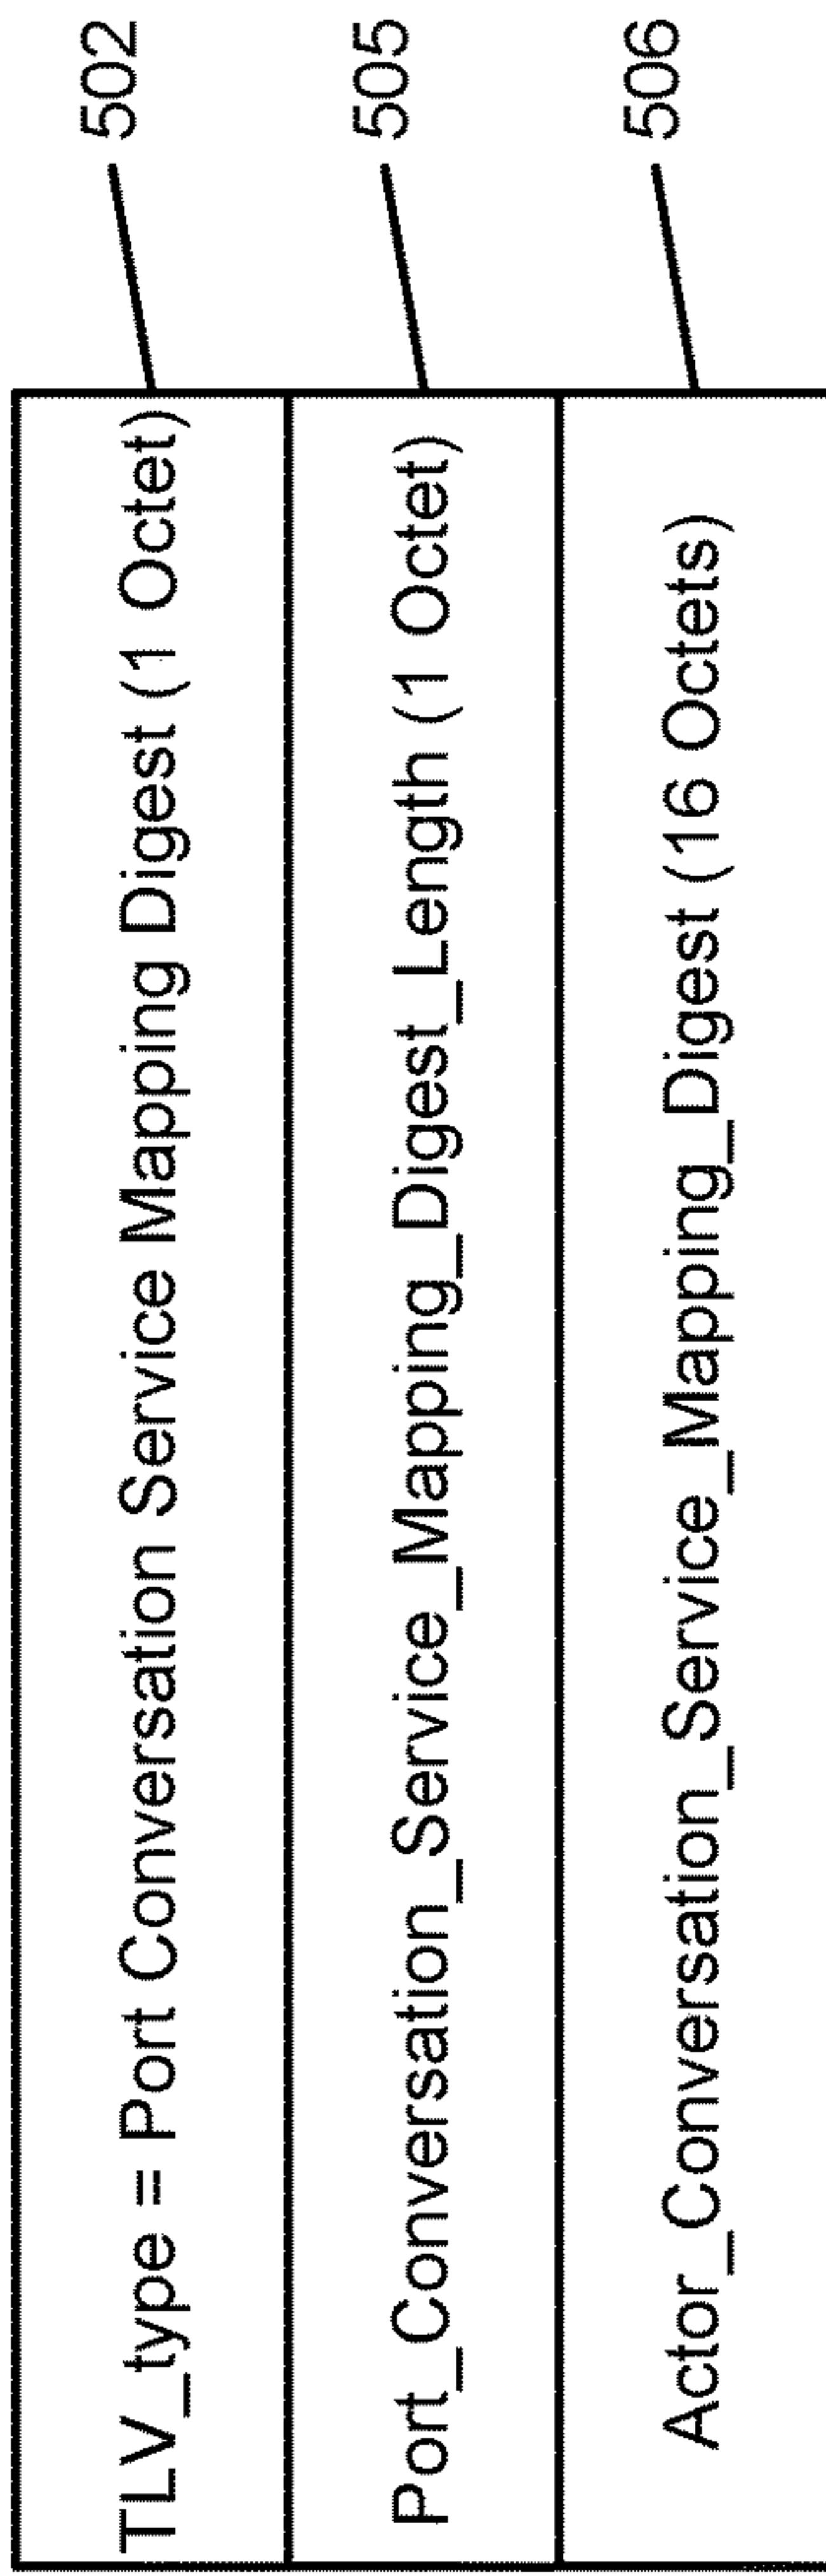 TLV_type = Port Conversation Service Mapping Digest (1 Octet)
502
Port_Conversation_Service_Mapping_Digest_Length (1 Octet)
505
Actor_Conversation_Service_Mapping_Digest (16 Octets)
506